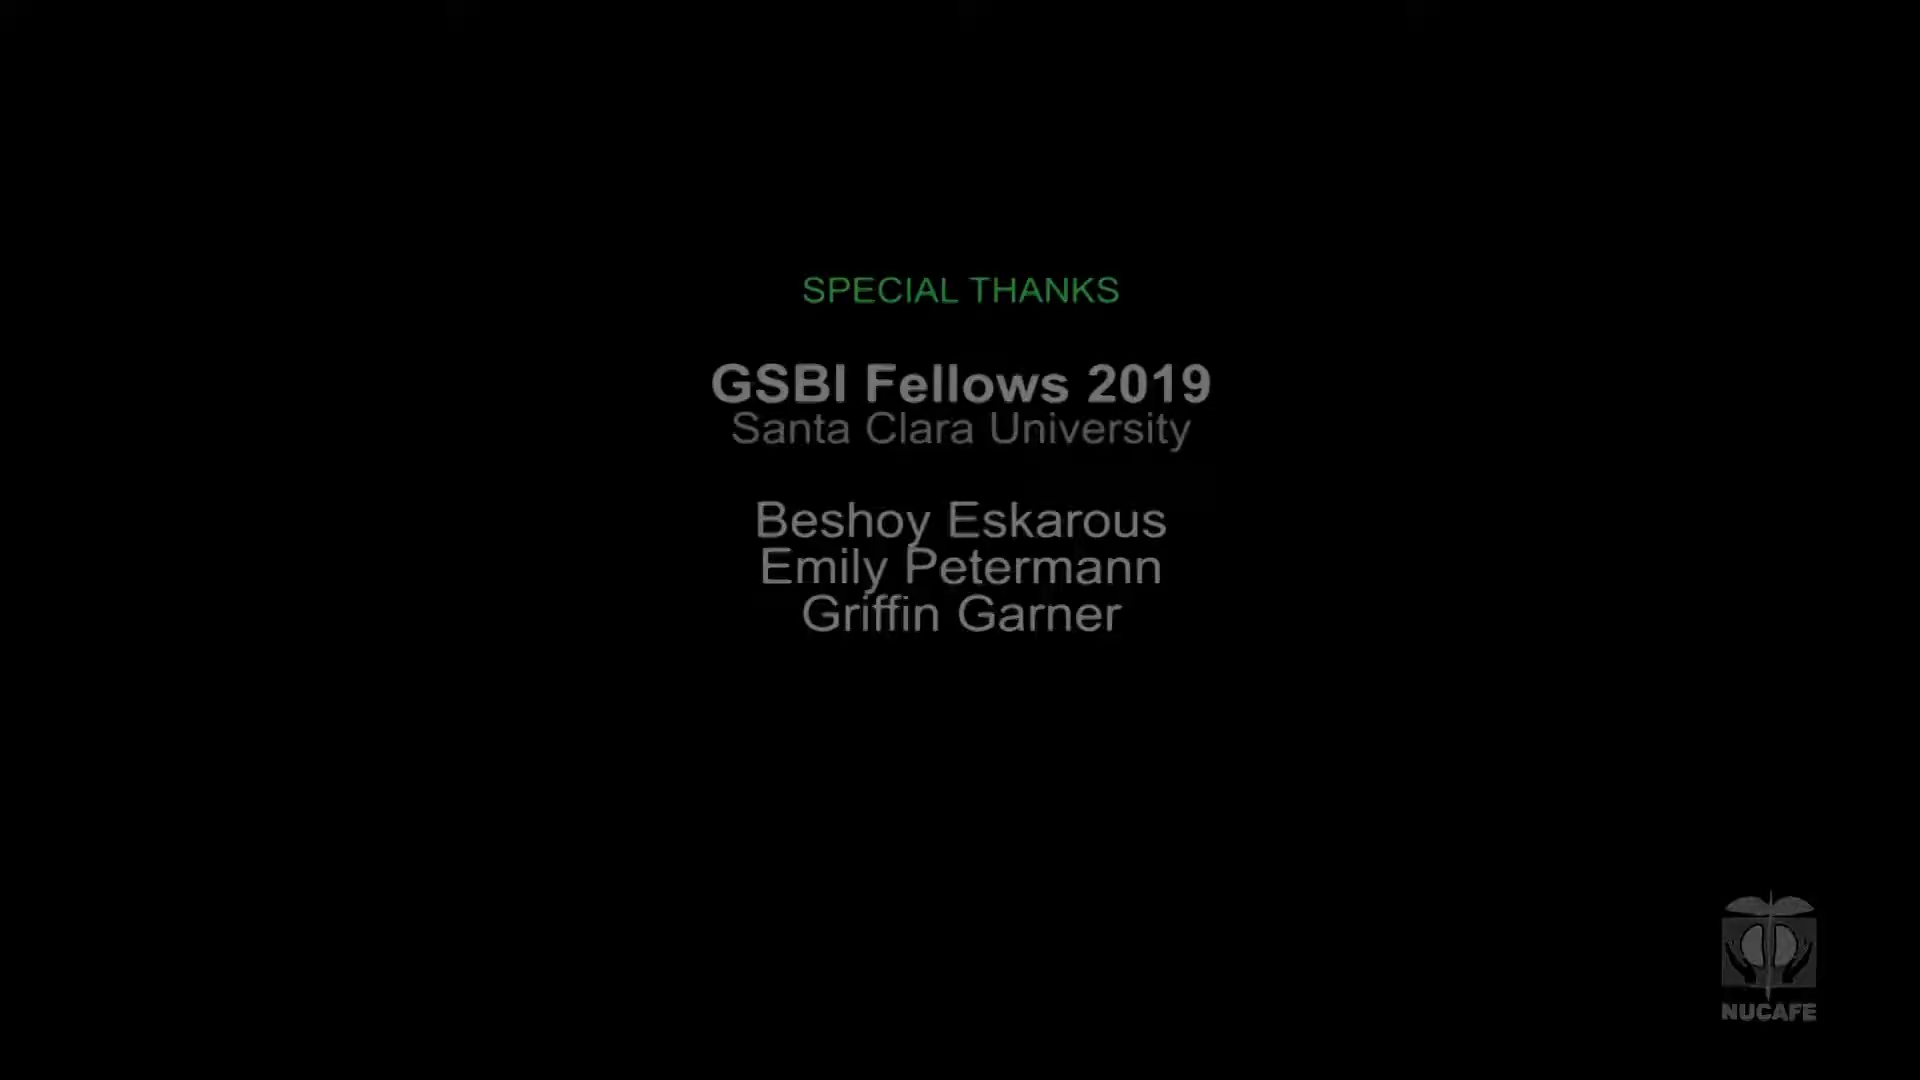 SPECIAL THANKS
GSBI Fellows 2019
Santa Clara University
Beshoy Eskarous
Emily Petermann
Griffin Garner
NUCAFE